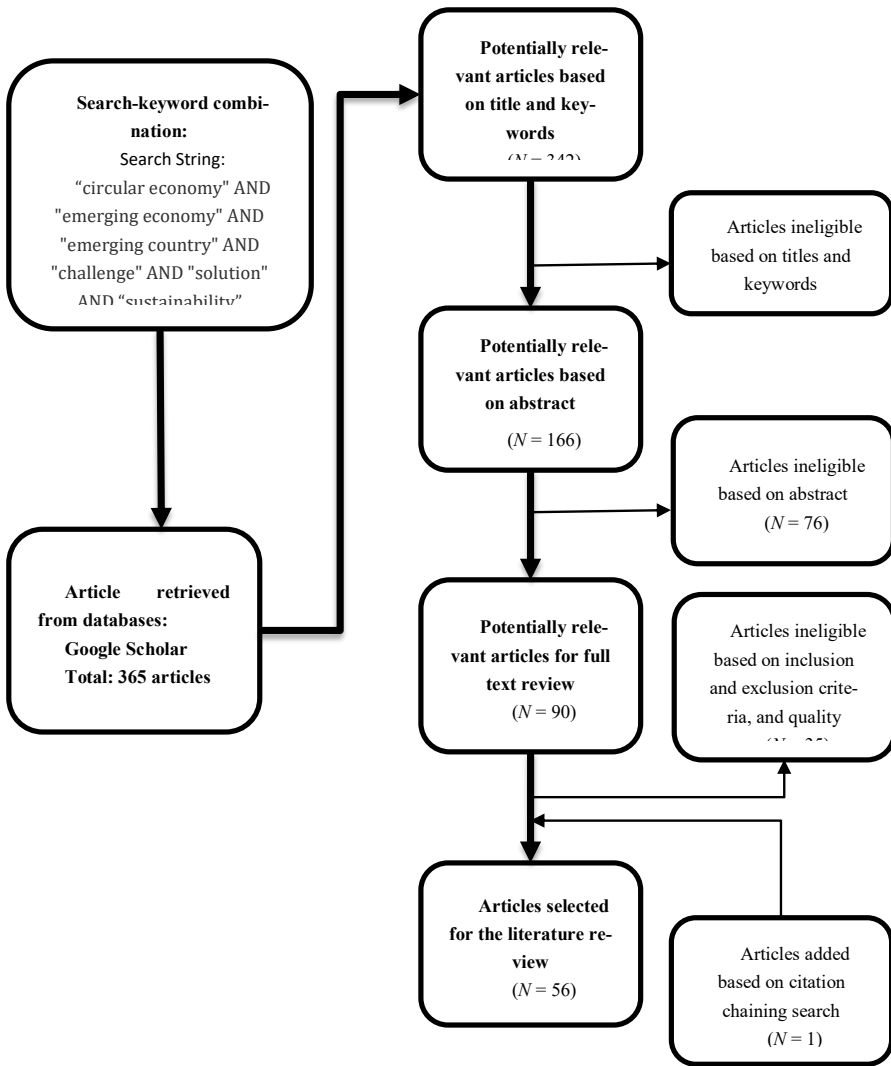 Search-keyword combi-
nation:
Search String:
“circular economy" AND
"emerging economy" AND
"emerging country" AND
"challenge" AND "solution"
AND “sustainability”
Article retrieved
from databases:
Google Scholar
Total: 365 articles
Potentially rele-
vant articles based
on title and key-
words
(N = 342)
Articles ineligible
based on titles and
keywords
Potentially rele-
vant articles based
on abstract
(N = 166)
Articles ineligible
based on abstract
(N = 76)
Potentially rele-
vant articles for full
text review
(N = 90)
Articles ineligible
based on inclusion
and exclusion crite-
ria, and quality
(N = 35)
Articles selected
for the literature re-
view
(N = 56)
Articles added
based on citation
chaining search
(N = 1)